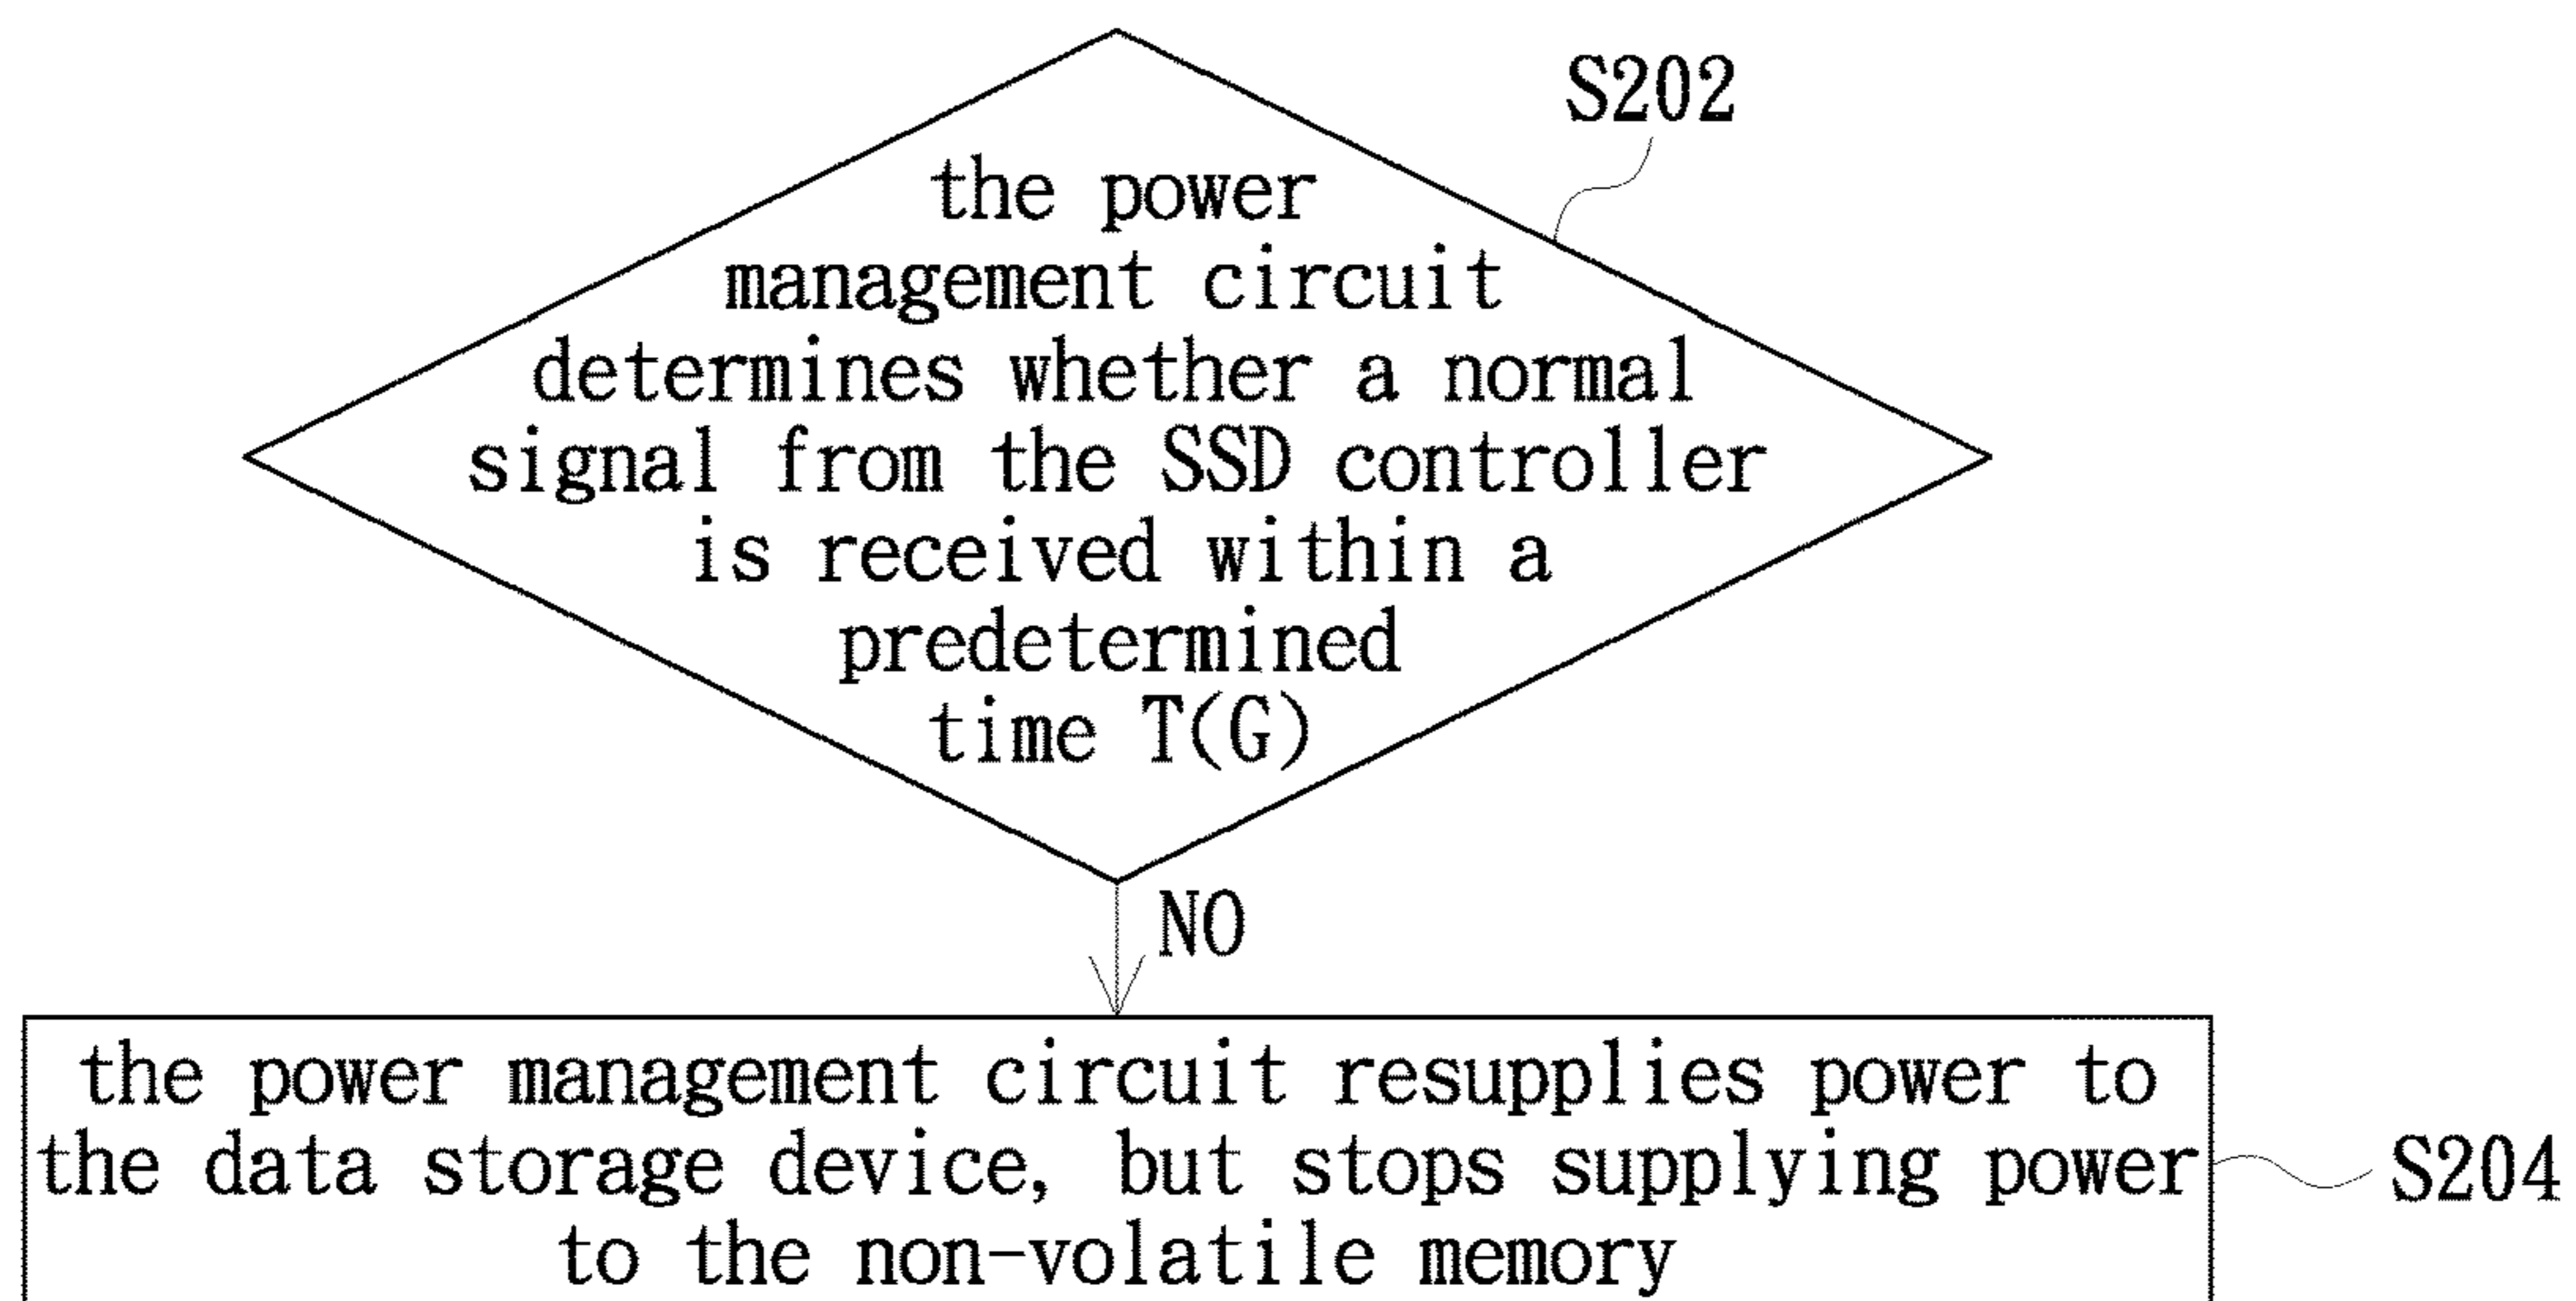 S202
the power
management circuit
determines whether a normal
signal from the SSD controller
is received within a
predetermined
time T(G)
NO
the power management circuit resupplies power to
the data storage device, but stops supplying power
to the non-volatile memory
S204